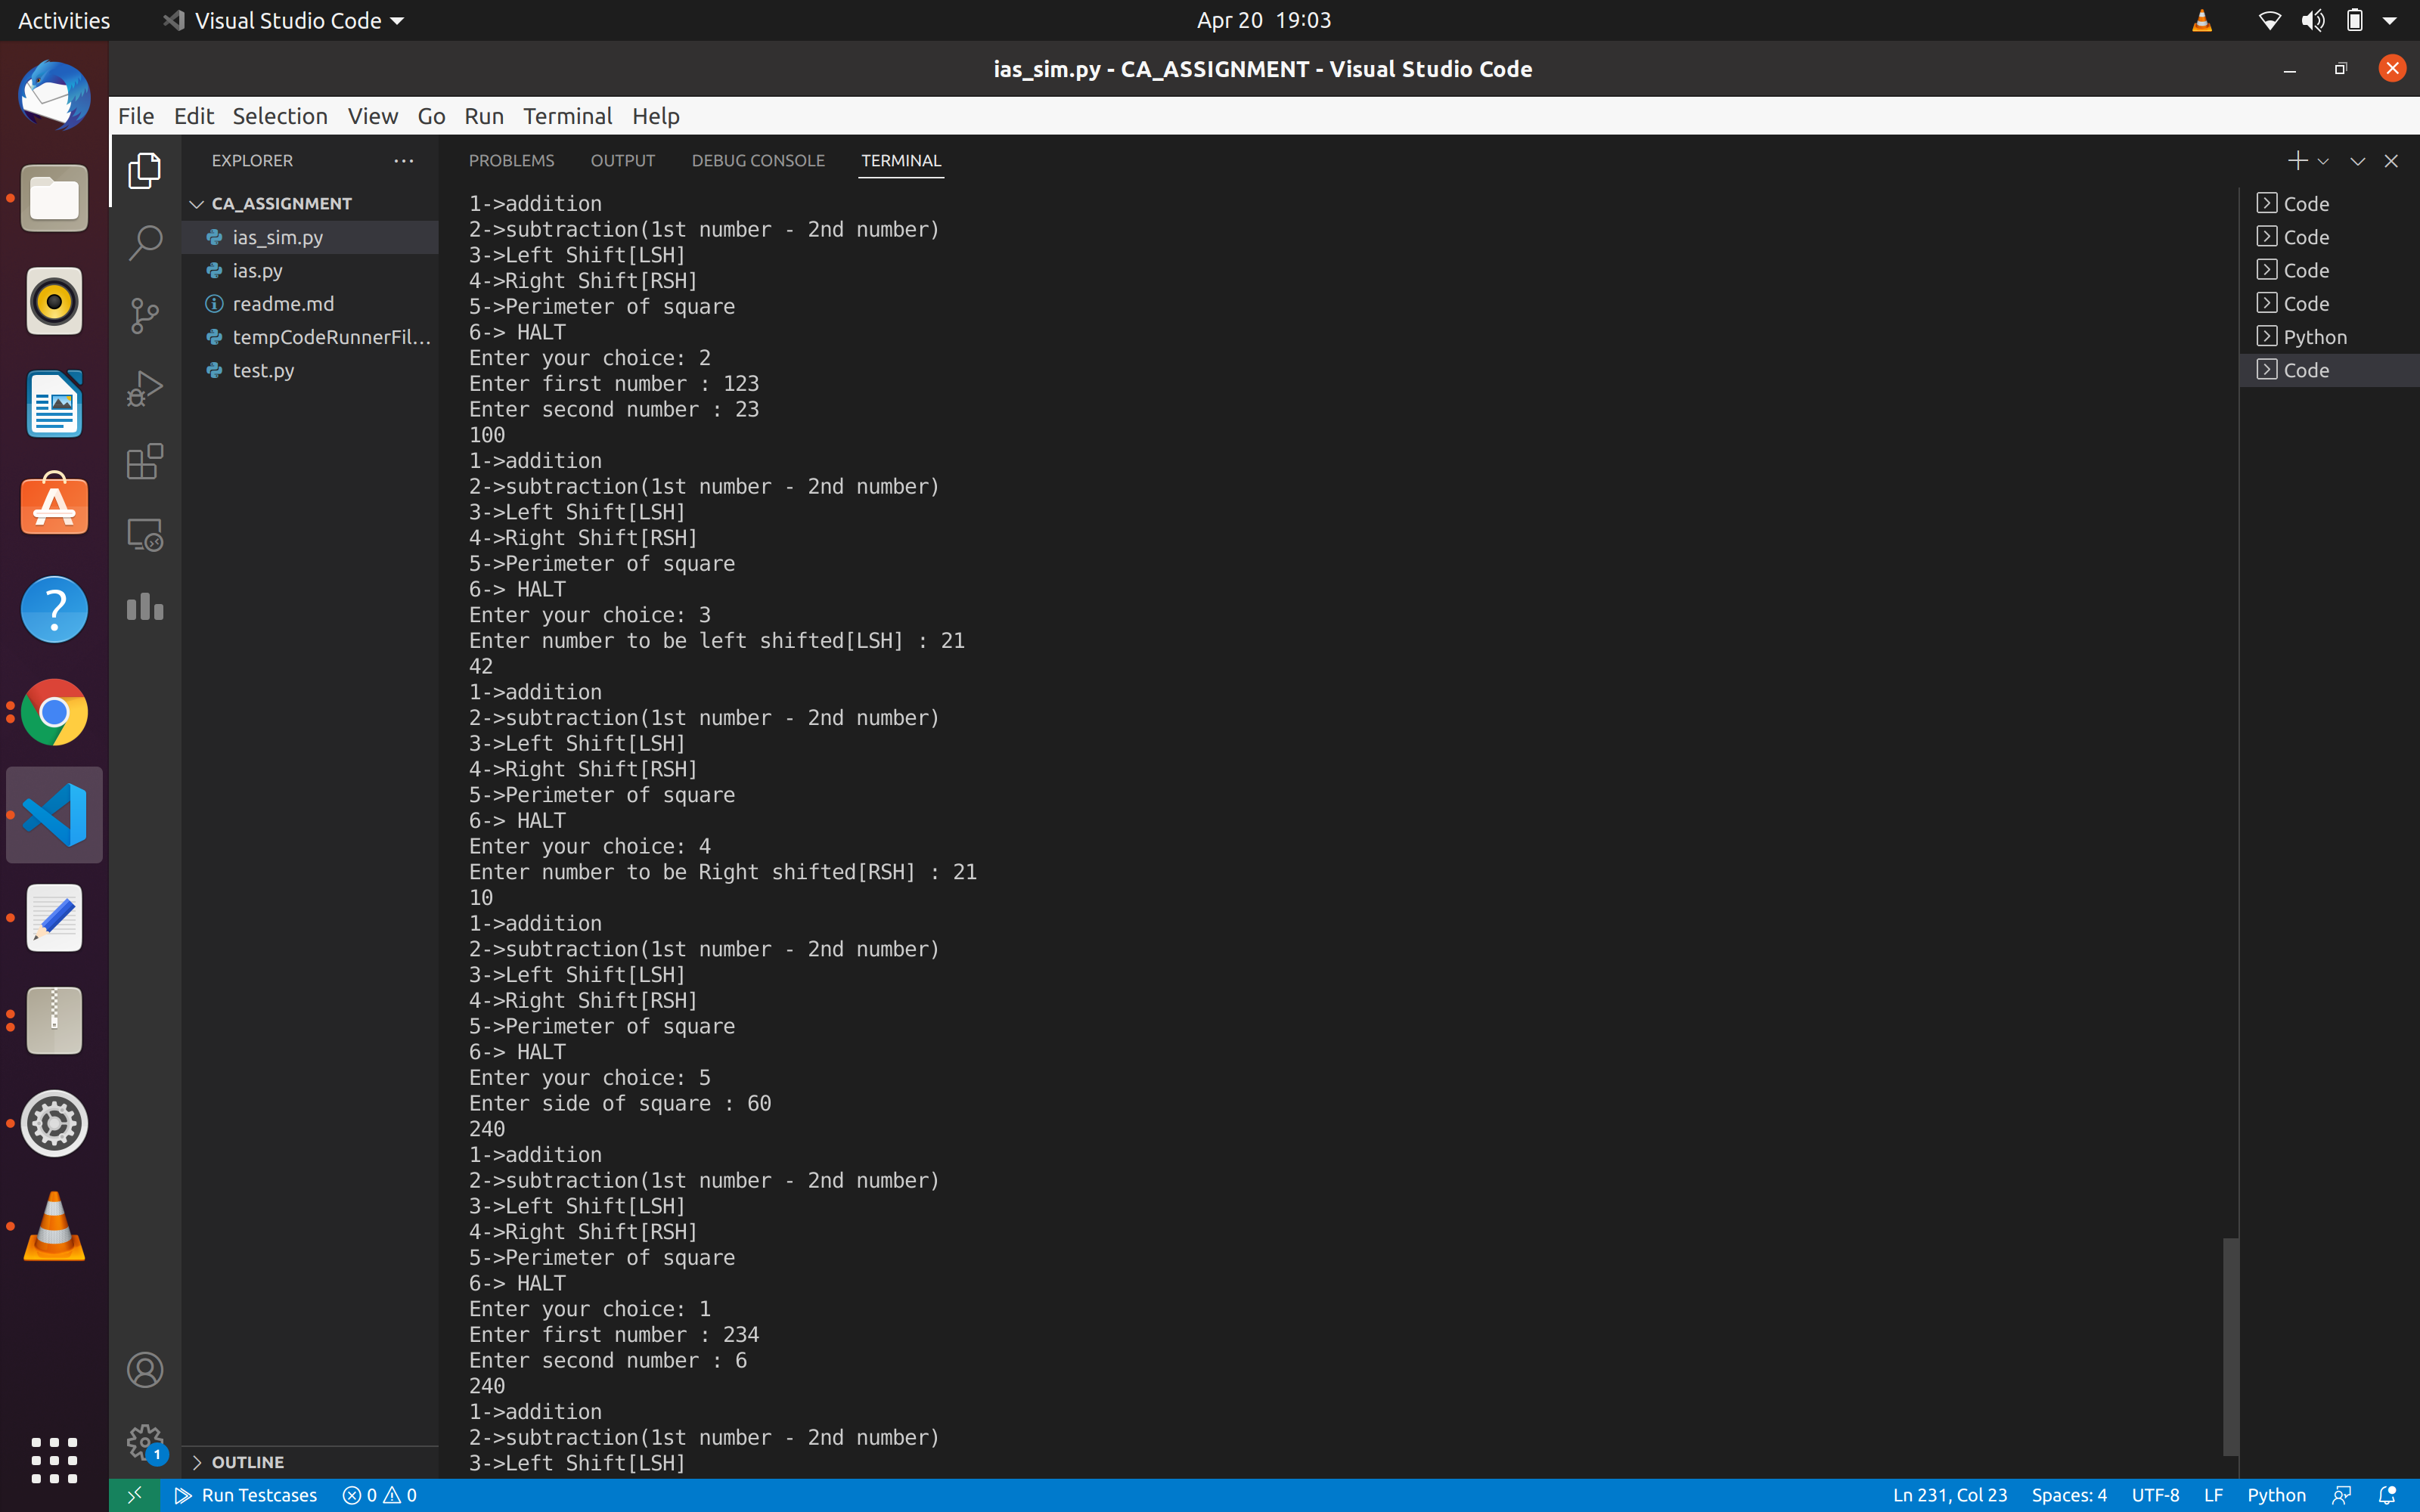 Activities
Visual Studio Code
Apr 20 19:03
ias_sim.py - CA_ASSIGNMENT - Visual Studio Code
File Edit Selection View Go Run Terminal Help
EXPLORER
CA_ASSIGNMENT
ias_sim.py
ias.py
readme.md
tempCodeRunnerFil...
test.py
OUTLINE
PROBLEMS OUTPUT DEBUG CONSOLE TERMINAL
1->addition
2->subtraction(1st number - 2nd number)
3->Left Shift[LSH]
4->Right Shift[RSH]
5->Perimeter of square
6-> HALT
Enter your choice: 2
Enter first number : 123
Enter second number : 23
100
1->addition
2->subtraction(1st number - 2nd number)
3->Left Shift[LSH]
4->Right Shift[RSH]
5->Perimeter of square
6-> HALT
Enter your choice: 3
Enter number to be left shifted[LSH] : 21
42
1->addition
2->subtraction(1st number - 2nd number)
3->Left Shift[LSH]
4->Right Shift[RSH]
5->Perimeter of square
6-> HALT
Enter your choice: 4
Enter number to be Right shifted[RSH] : 21
10
1->addition
2->subtraction(1st number - 2nd number)
3->Left Shift[LSH]
4->Right Shift[RSH]
5->Perimeter of square
6-> HALT
Enter your choice: 5
Enter side of square : 60
240
1->addition
2->subtraction(1st number - 2nd number)
3->Left Shift[LSH]
4->Right Shift[RSH]
5->Perimeter of square
6-> HALT
Enter your choice: 1
Enter first number : 234
Enter second number : 6
240
1->addition
2->subtraction(1st number - 2nd number)
3->Left Shift[LSH]
Code
Code
Code
Code
Python
Code
1
Run Testcases 0 0
Ln 231, Col 23 Spaces: 4 UTF-8 LF Python